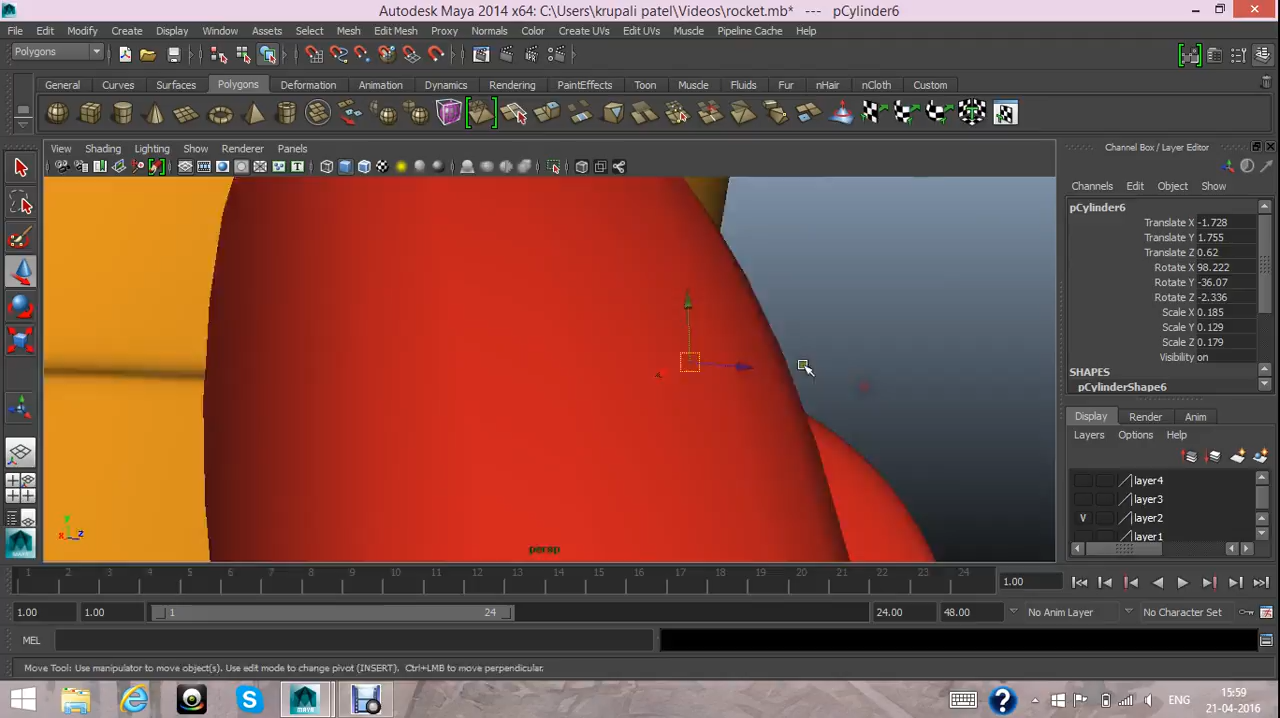 Autodesk Maya 2014 x64: C:\Users\krupali patel\Videos\rocket.mb* --- pCylinder6
File Edit Modify Create Display Window Assets Select Mesh Edit Mesh Proxy Normals Color Create UVs Edit UVs Muscle Pipeline Cache Help
Polygons
General Curves Surfaces Polygons Deformation Animation Dynamics Rendering PaintEffects Toon Muscle Fluids Fur nHair nCloth Custom
View Shading Lighting Show Renderer Panels
Channel Box / Layer Editor
Channels Edit Object Show
pCylinder6
Translate X -1.728
Translate Y 1.755
Translate Z 0.62
Rotate X 98.222
Rotate Y -36.07
Rotate Z -2.336
Scale X 0.185
Scale Y 0.129
Scale Z 0.179
Visibility on
SHAPES
pCylinderShape6
Display Render Anim
Layers Options Help
layer4
layer3
V layer2
layer1
y
x z
persp
1 2 3 4 5 6 7 8 9 10 11 12 13 14 15 16 17 18 19 20 21 22 23 24 1.00
1.00 1.00 1 24 24.00 48.00 No Anim Layer No Character Set
MEL
Move Tool: Use manipulator to move object(s). Use edit mode to change pivot (INSERT). Ctrl+LMB to move perpendicular.
ENG
15:59
21-04-2016